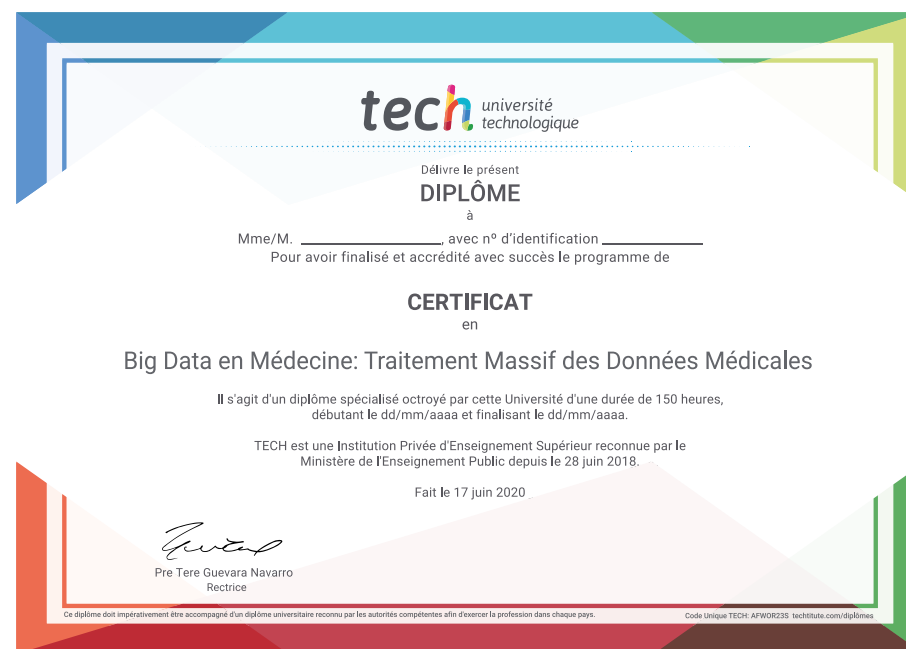 tech université
technologique
Délivre le présent
DIPLÔME
à
Mme/M. ____________________, avec nº d'identification ______________
Pour avoir finalisé et accrédité avec succès le programme de
CERTIFICAT
en
Big Data en Médecine: Traitement Massif des Données Médicales
Il s'agit d'un diplôme spécialisé octroyé par cette Université d'une durée de 150 heures,
débutant le dd/mm/aaaa et finalisant le dd/mm/aaaa.
TECH est une Institution Privée d'Enseignement Supérieur reconnue par le
Ministère de l'Enseignement Public depuis le 28 juin 2018.
Fait le 17 juin 2020
Pre Tere Guevara Navarro
Rectrice
Ce diplôme doit impérativement être accompagné d'un diplôme universitaire reconnu par les autorités compétentes afin d'exercer la profession dans chaque pays.
Code Unique TECH: AFWOR23S techtitute.com/diplômes